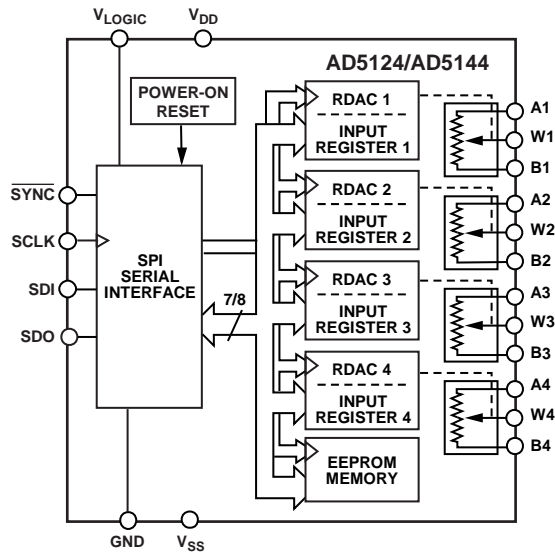 VLOGIC
VDD
AD5124/AD5144
POWER-ON
RESET
RDAC 1
INPUT
REGISTER 1
A1
W1
B1
SYNC
SCLK
SDI
SDO
SPI
SERIAL
INTERFACE
7/8
RDAC 2
INPUT
REGISTER 2
A2
W2
B2
RDAC 3
INPUT
REGISTER 3
A3
W3
B3
RDAC 4
INPUT
REGISTER 4
A4
W4
B4
EEPROM
MEMORY
GND
VSS